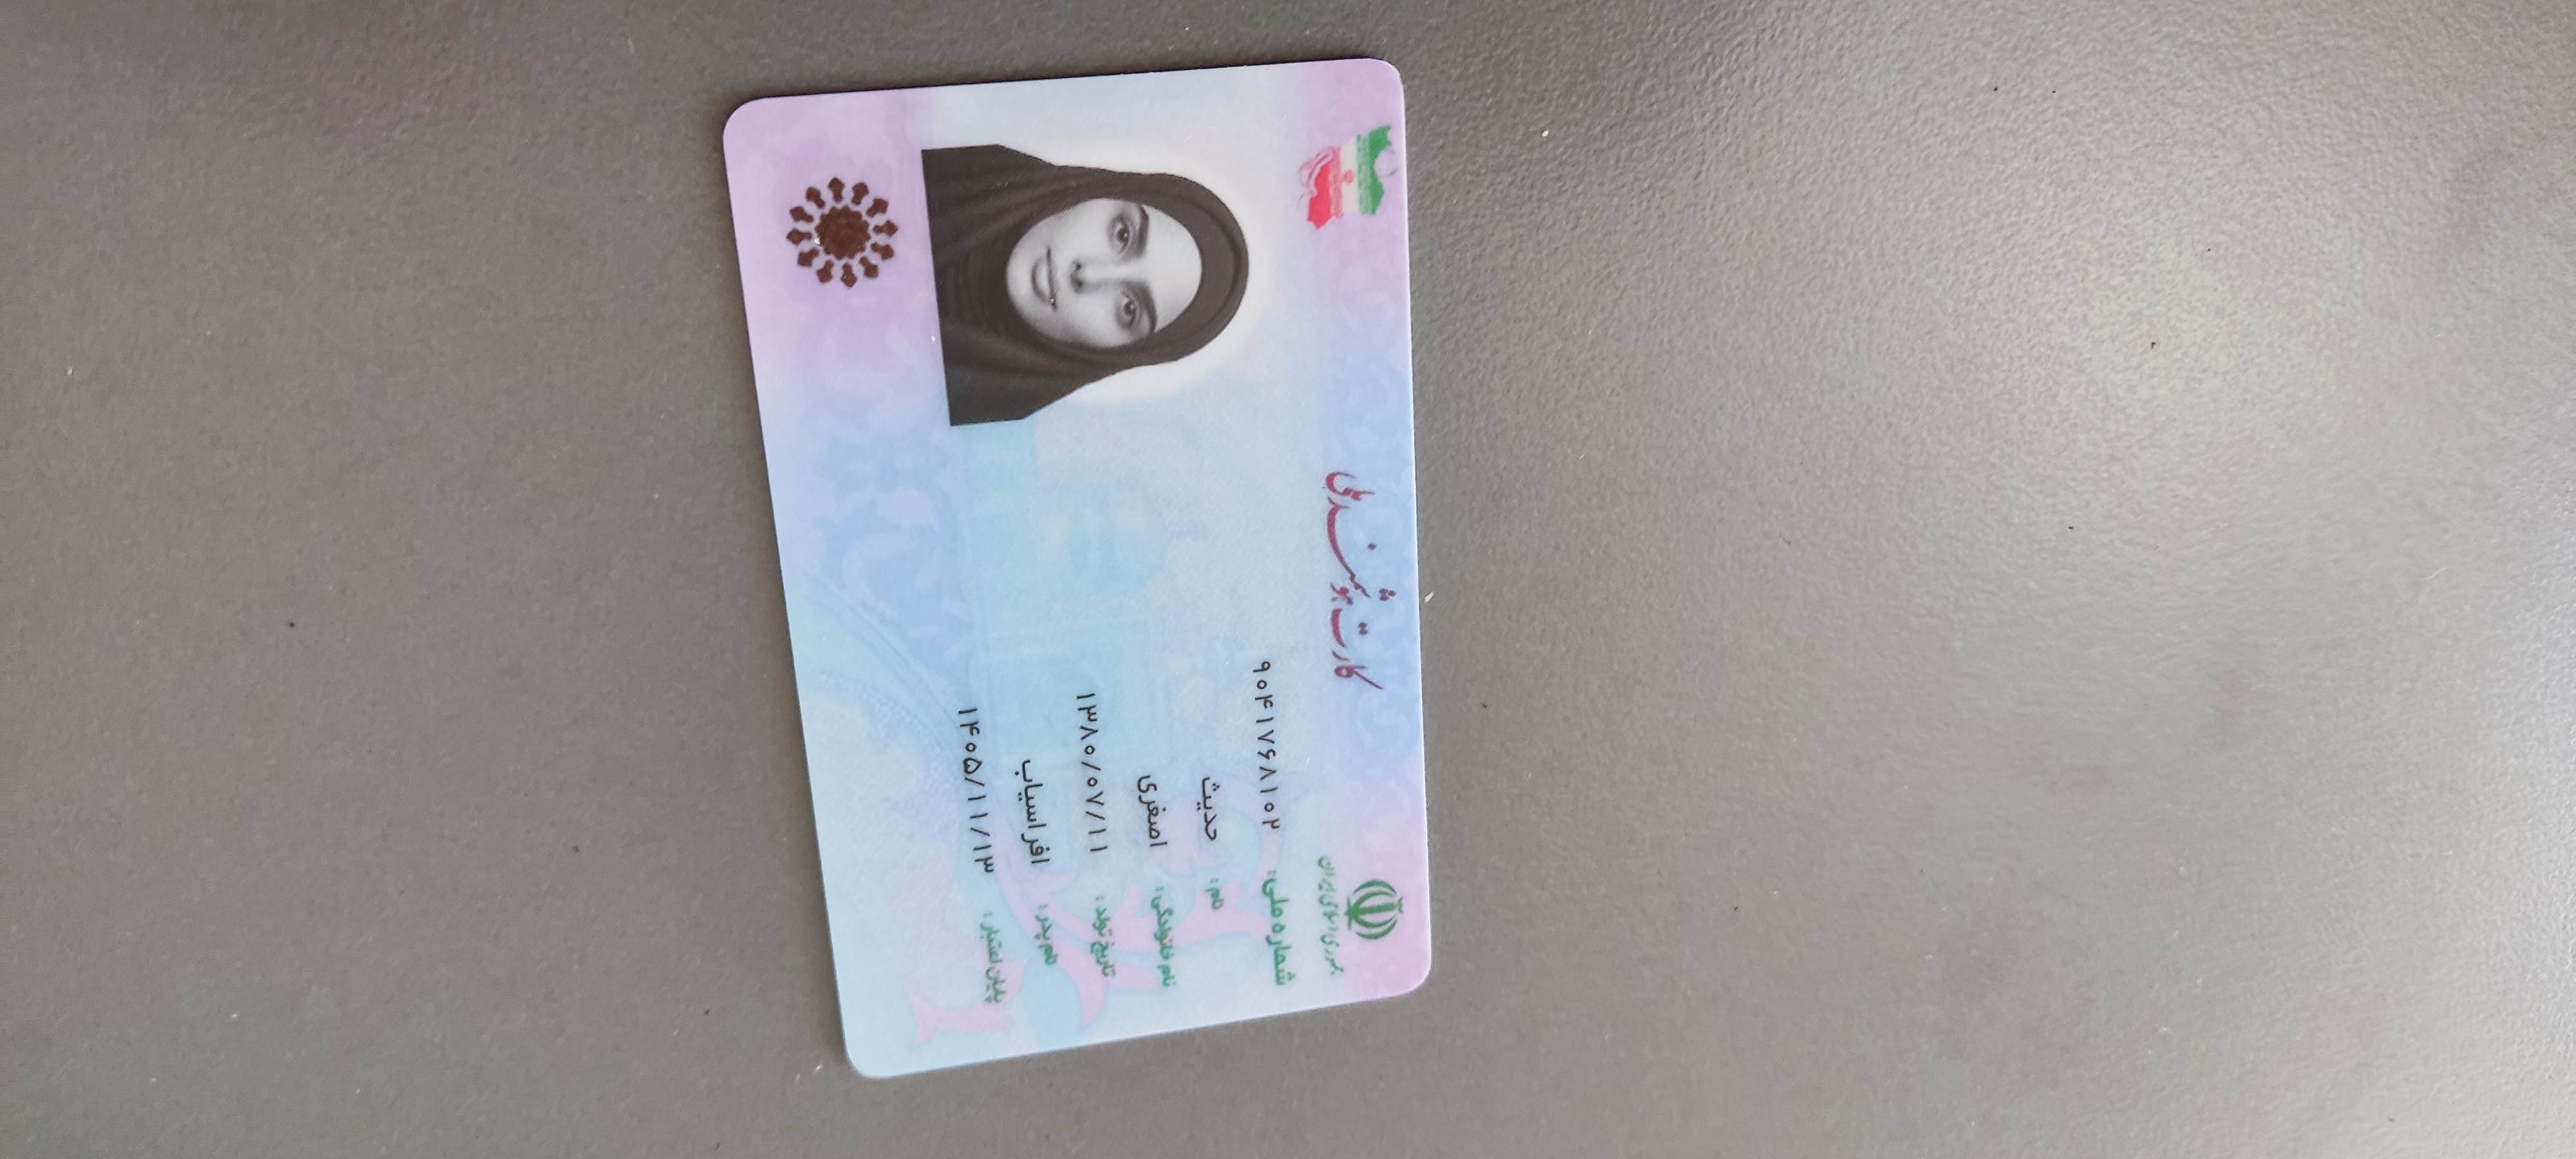 جمهوری اسلامی ایران
کارت هوشمند ملی
شماره ملی: ۹۰۴۱۷۶۸۱۰۲
نام: حدیث
نام خانوادگی: اصغری
تاریخ تولد: ۱۳۸۰/۰۷/۱۱
نام پدر: افراسیاب
پایان اعتبار: ۱۴۰۵/۱۱/۱۳